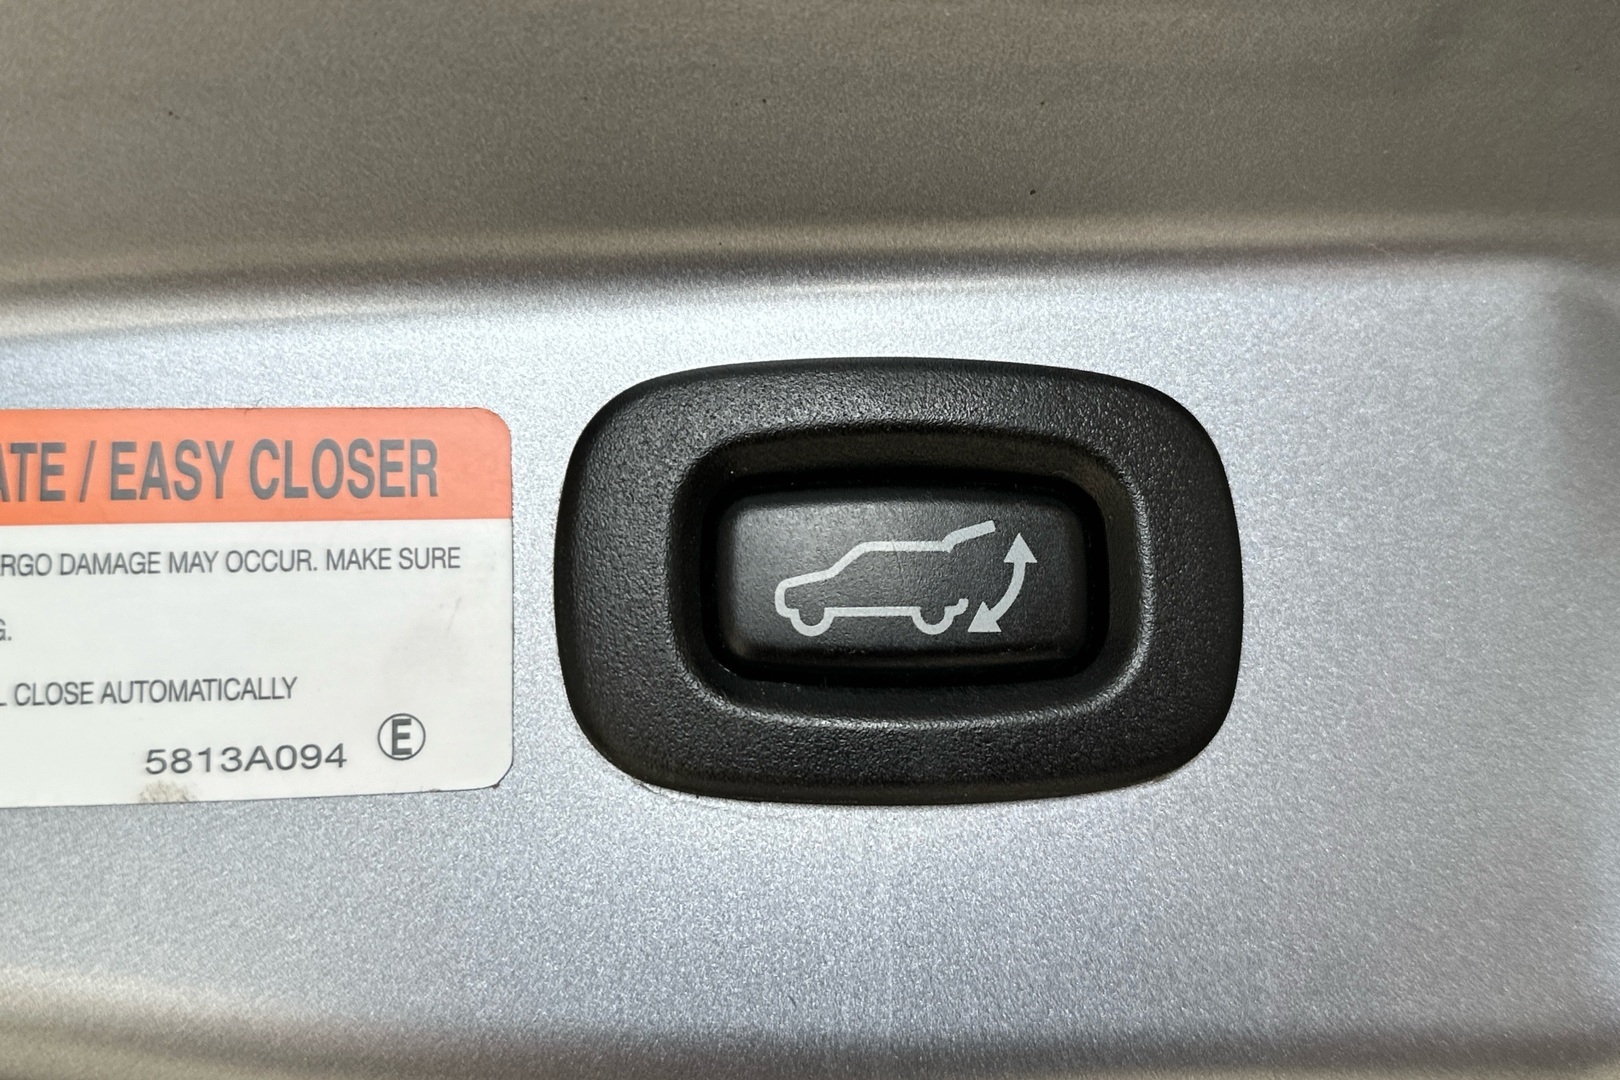 ATE / EASY CLOSER
RGO DAMAGE MAY OCCUR. MAKE SURE
G.
L CLOSE AUTOMATICALLY
5813A094 E